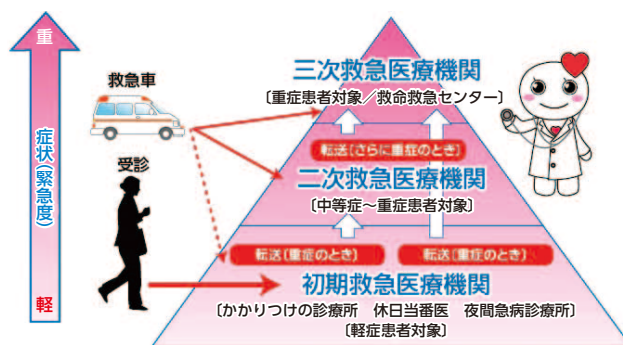 重
症状(緊急度)
軽
救急車
受診
三次救急医療機関
〔重症患者対象／救命救急センター〕
転送(さらに重症のとき)
二次救急医療機関
〔中等症～重症患者対象〕
転送(重症のとき)
転送(重症のとき)
初期救急医療機関
〔かかりつけの診療所　休日当番医　夜間急病診療所〕
〔軽症患者対象〕